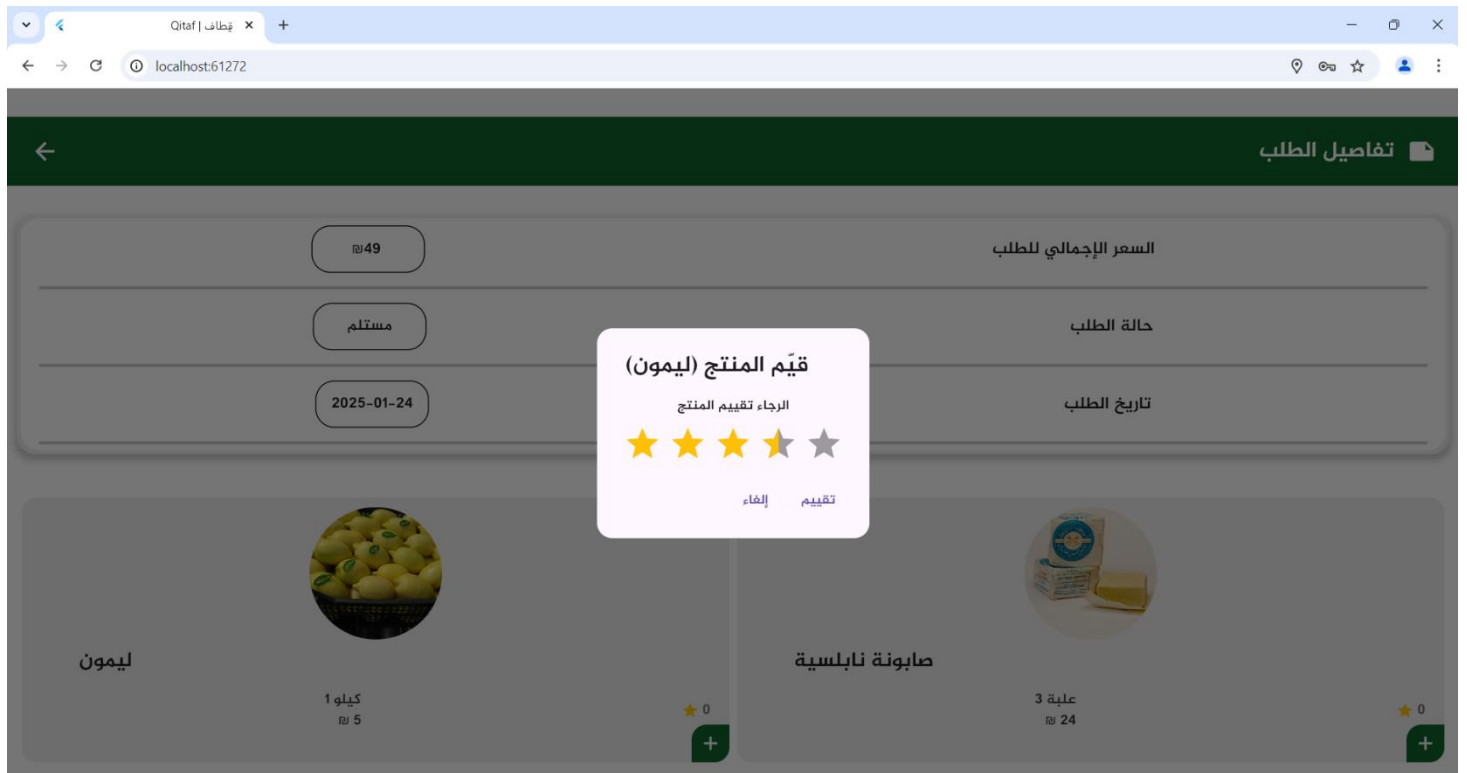 قِطاف | Qitaf
localhost:61272
تفاصيل الطلب
السعر الإجمالي للطلب
₪49
حالة الطلب
مستلم
تاريخ الطلب
2025-01-24
قيّم المنتج (ليمون)
الرجاء تقييم المنتج
تقييم
إلغاء
صابونة نابلسية
علبة 3
₪ 24
0
ليمون
كيلو 1
₪ 5
0